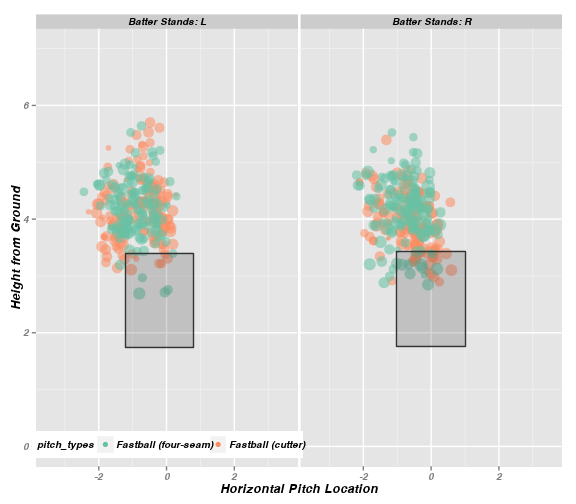 Batter Stands: L
Batter Stands: R
Height from Ground
6
4
2
0
pitch_types Fastball (four-seam) Fastball (cutter)
-2 0 2 -2 0 2
Horizontal Pitch Location